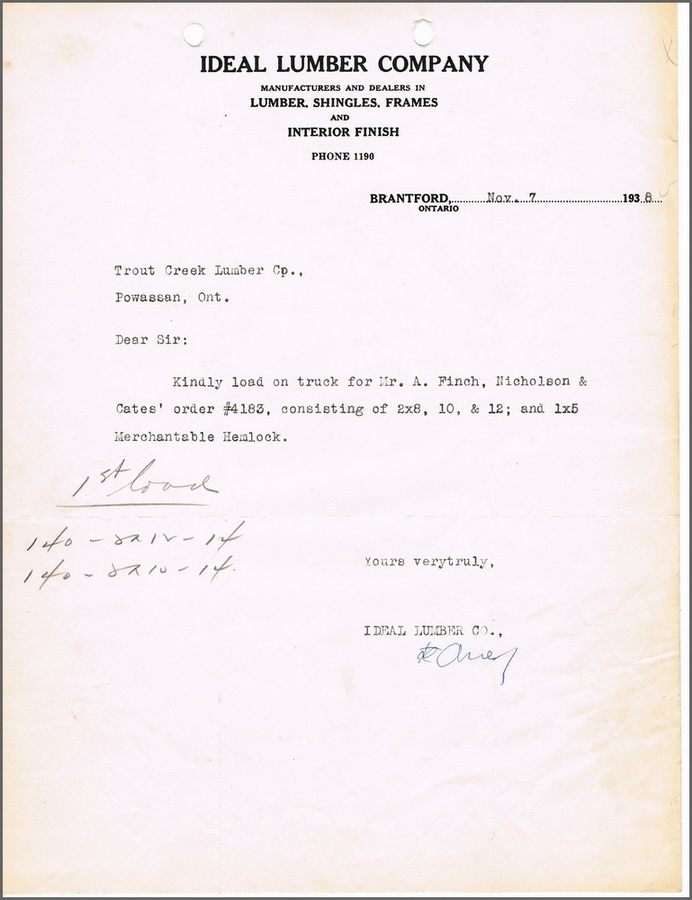 IDEAL LUMBER COMPANY
MANUFACTURERS AND DEALERS IN
LUMBER, SHINGLES, FRAMES
AND
INTERIOR FINISH
PHONE 1190
BRANTFORD, Nov. 7 1938
ONTARIO
Trout Creek Lumber Cp.,
Powassan, Ont.
Dear Sir:
Kindly load on truck for Mr. A. Finch, Nicholson &
Cates' order #4183, consisting of 2x8, 10, & 12; and 1x5
Merchantable Hemlock.
1st load
140 - 2x12 - 14
140 - 2x10 - 14.
Yours verytruly,
IDEAL LUMBER CO.,